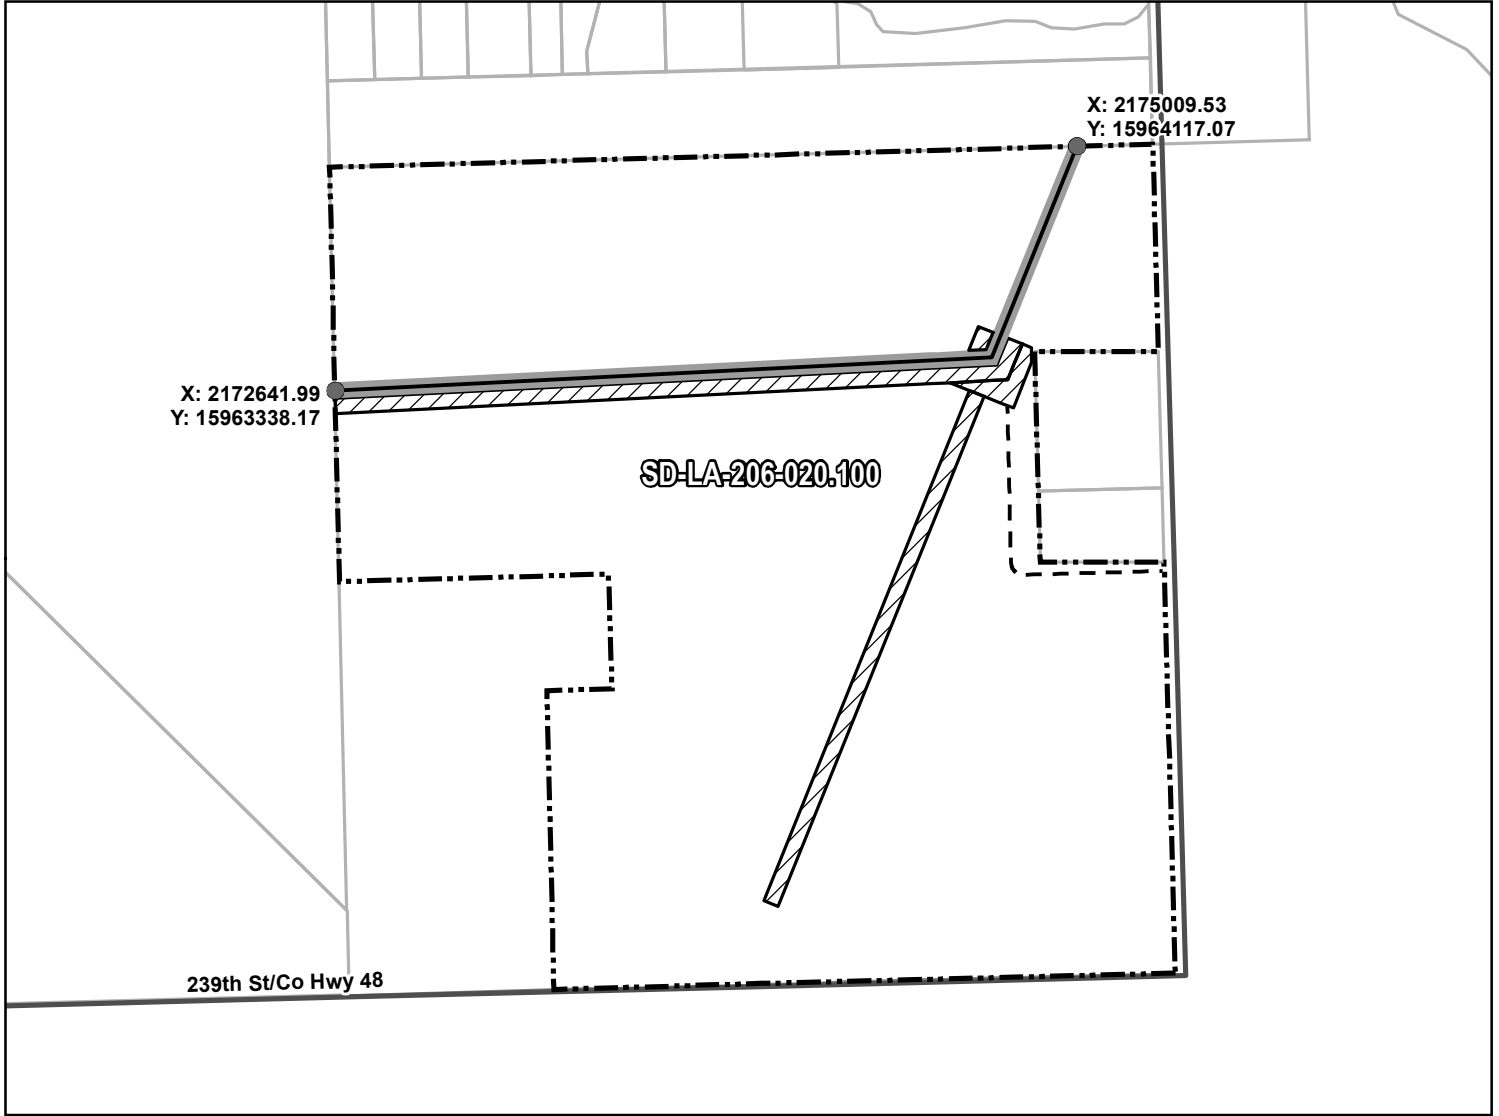 X: 2175009.53
Y: 15964117.07
X: 2172641.99
Y: 15963338.17
SD-LA-206-020.100
239th St/Co Hwy 48